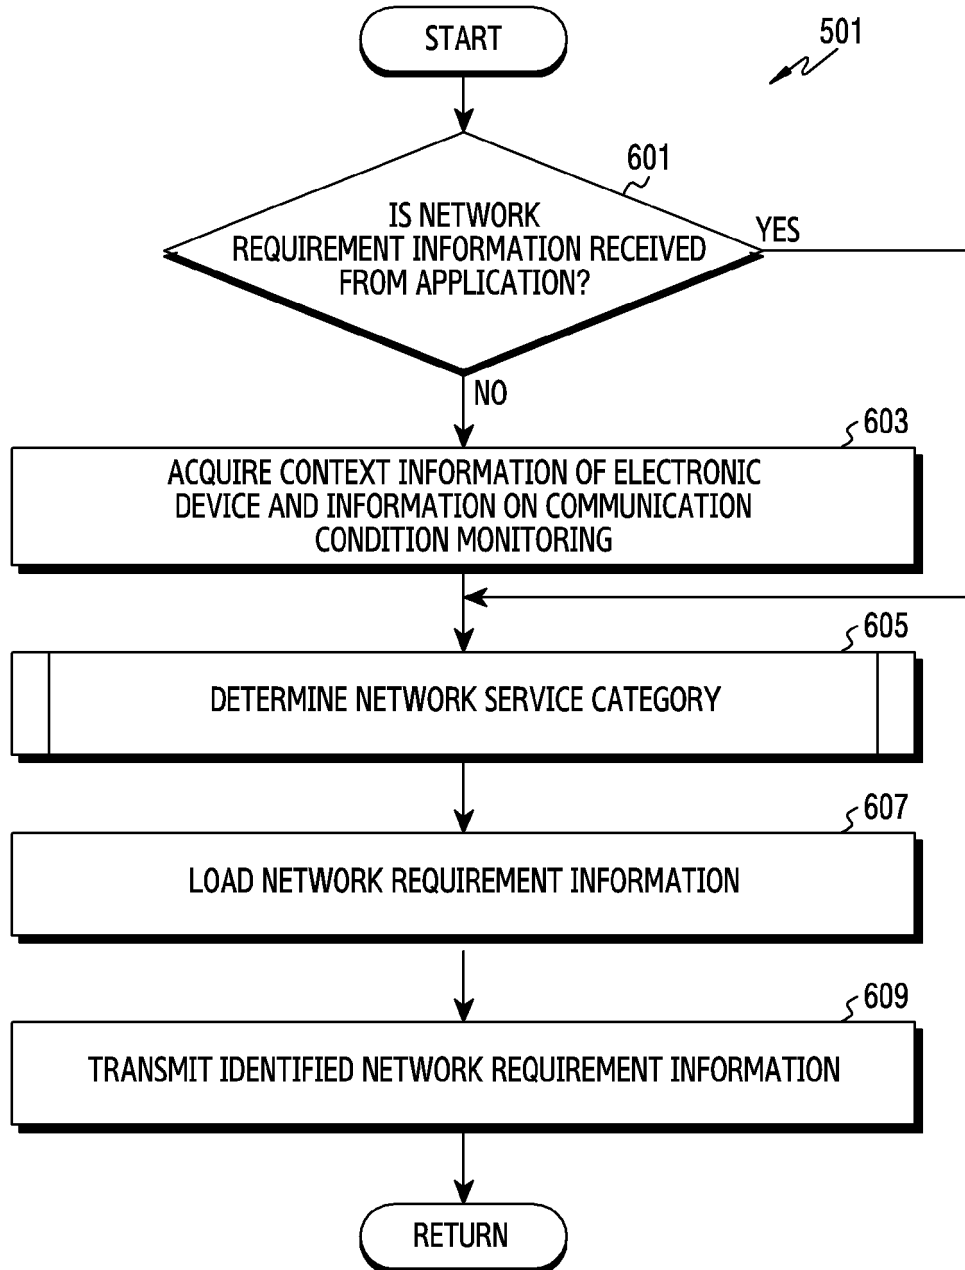 START
501
601
IS NETWORK
REQUIREMENT INFORMATION RECEIVED
FROM APPLICATION?
YES
NO
603
ACQUIRE CONTEXT INFORMATION OF ELECTRONIC
DEVICE AND INFORMATION ON COMMUNICATION
CONDITION MONITORING
605
DETERMINE NETWORK SERVICE CATEGORY
607
LOAD NETWORK REQUIREMENT INFORMATION
609
TRANSMIT IDENTIFIED NETWORK REQUIREMENT INFORMATION
RETURN